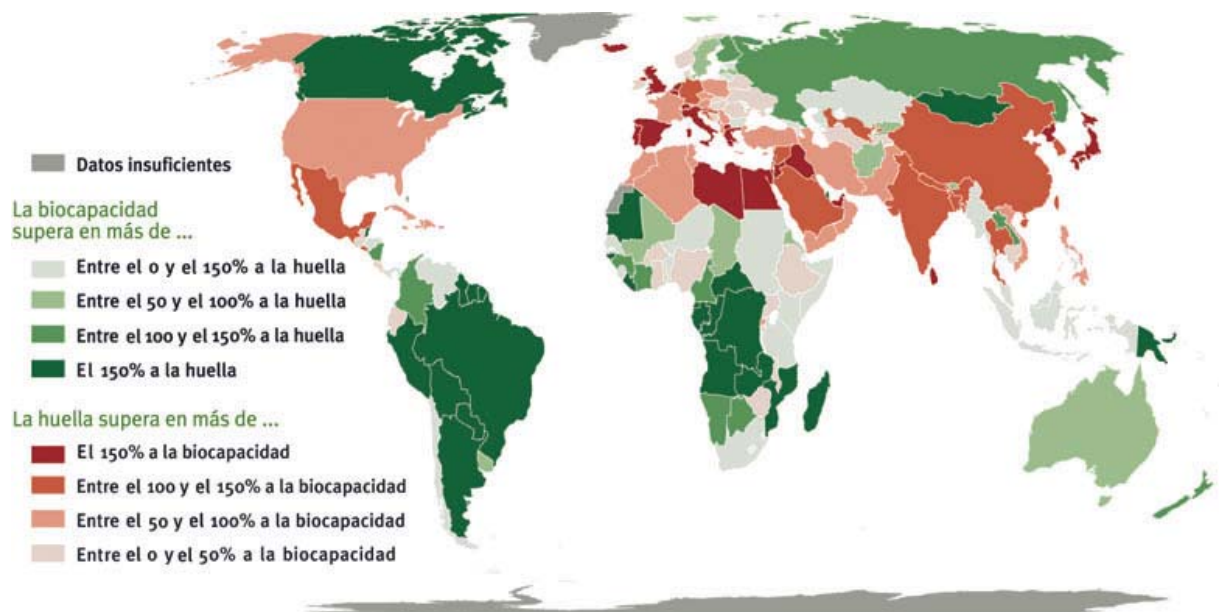 Datos insuficientes
La biocapacidad
supera en más de ...
Entre el 0 y el 150% a la huella
Entre el 50 y el 100% a la huella
Entre el 100 y el 150% a la huella
El 150% a la huella
La huella supera en más de ...
El 150% a la biocapacidad
Entre el 100 y el 150% a la biocapacidad
Entre el 50 y el 100% a la biocapacidad
Entre el 0 y el 50% a la biocapacidad